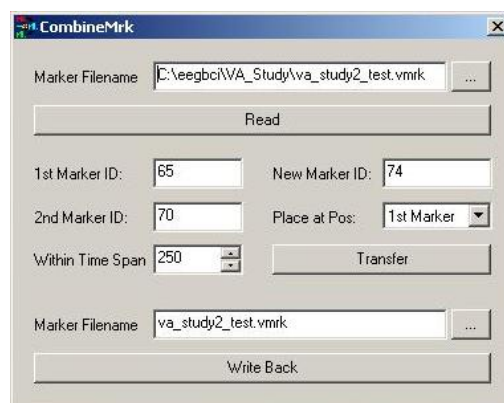 CombineMrk
Marker Filename C:\eegbci\VA_Study\va_study2_test.vmrk ...
Read
1st Marker ID: 65 New Marker ID: 74
2nd Marker ID: 70 Place at Pos: 1st Marker
Within Time Span 250 Transfer
Marker Filename va_study2_test.vmrk ...
Write Back